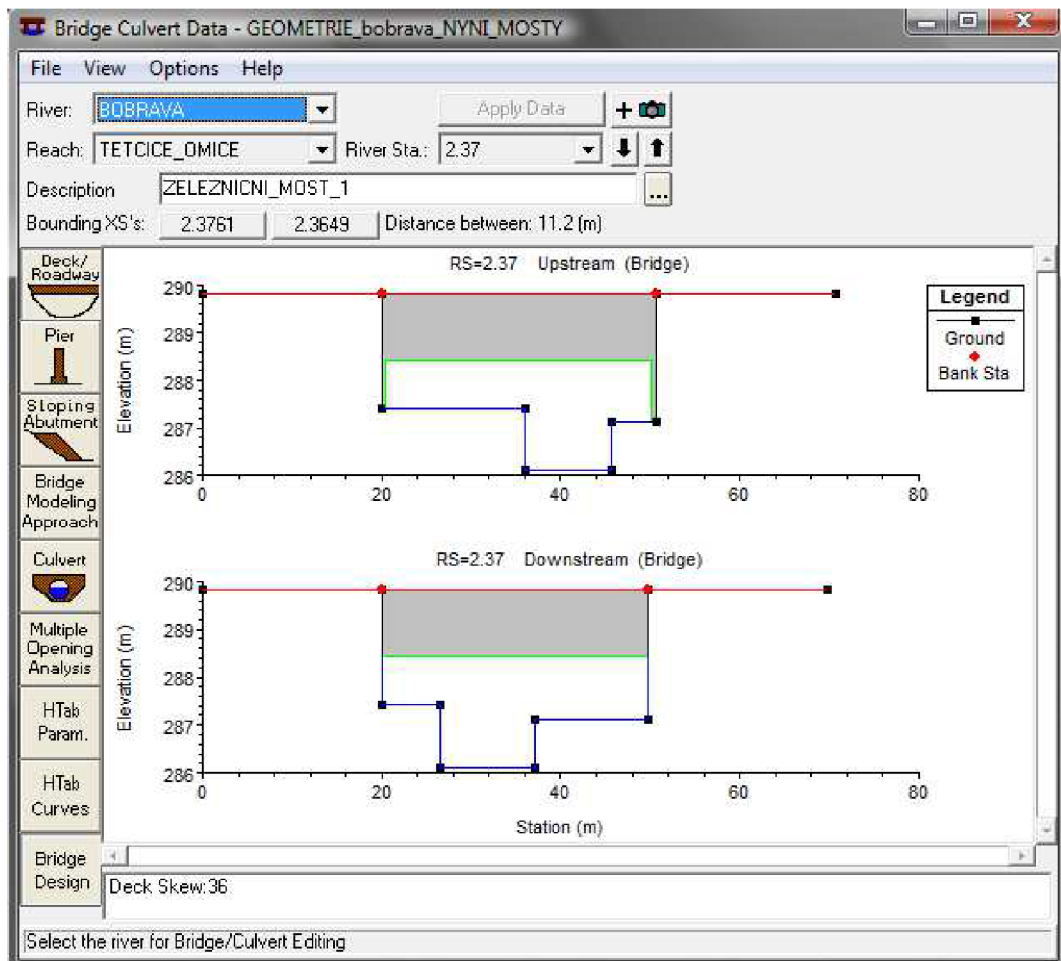 Bridge Culvert Data - GEOMETRIE_bobrava_NYNI_MOSTY
File View Options Help
River: BOBRAVA Apply Data +
Reach: TETCICE_OMICE River Sta.: 2.37
Description ZELEZNICNI_MOST_1 ...
Bounding XS's: 2.3761 2.3649 Distance between: 11.2 (m)
Deck/
Roadway
Pier
Sloping
Abutment
Bridge
Modeling
Approach
Culvert
Multiple
Opening
Analysis
HTab
Param.
HTab
Curves
Bridge
Design
RS=2.37 Upstream (Bridge)
290
289
288
287
286
Elevation (m)
0 20 40 60 80
Legend
Ground
Bank Sta
RS=2.37 Downstream (Bridge)
290
289
288
287
286
Elevation (m)
0 20 40 60 80
Station (m)
Deck Skew:36
Select the river for Bridge/Culvert Editing